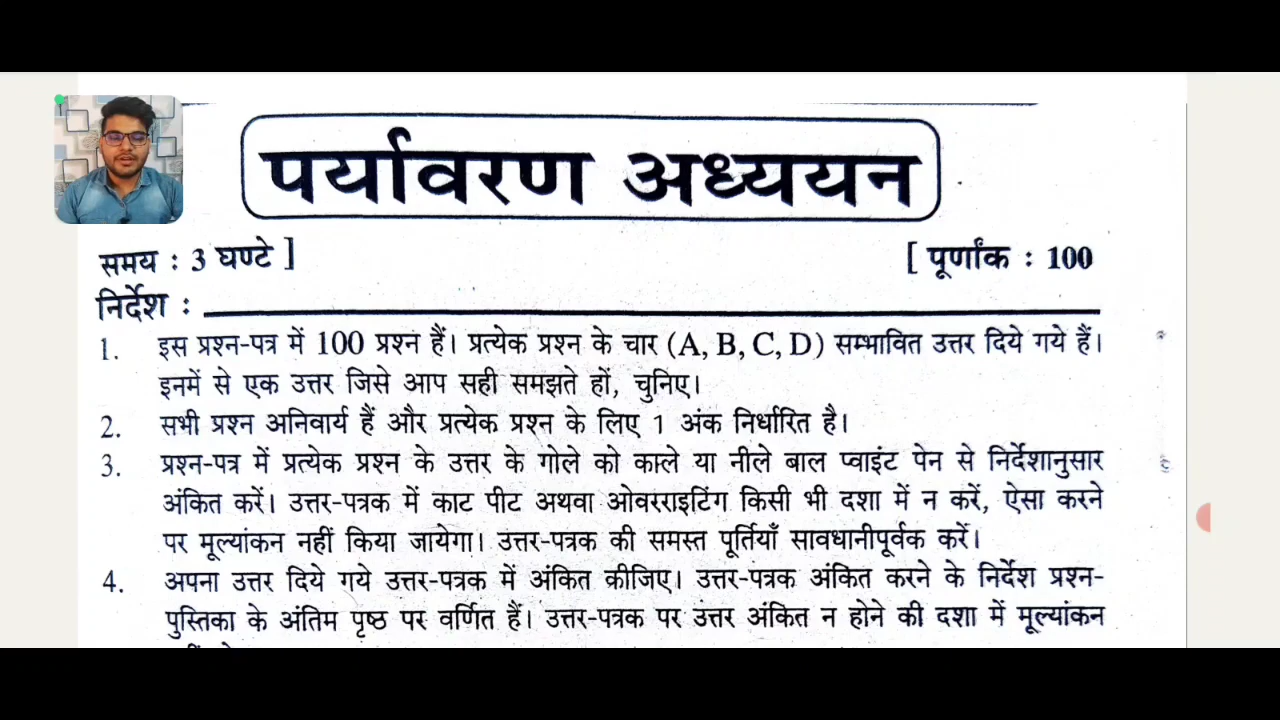 पर्यावरण अध्ययन
समय : 3 घण्टे ]
[ पूर्णांक : 100
निर्देश :
1. इस प्रश्न-पत्र में 100 प्रश्न हैं। प्रत्येक प्रश्न के चार (A, B, C, D) सम्भावित उत्तर दिये गये हैं।
इनमें से एक उत्तर जिसे आप सही समझते हों, चुनिए।
2. सभी प्रश्न अनिवार्य हैं और प्रत्येक प्रश्न के लिए 1 अंक निर्धारित है।
3. प्रश्न-पत्र में प्रत्येक प्रश्न के उत्तर के गोले को काले या नीले बाल प्वाइंट पेन से निर्देशानुसार
अंकित करें। उत्तर-पत्रक में काट पीट अथवा ओवरराइटिंग किसी भी दशा में न करें, ऐसा करने
पर मूल्यांकन नहीं किया जायेगा। उत्तर-पत्रक की समस्त पूर्तियाँ सावधानीपूर्वक करें।
4. अपना उत्तर दिये गये उत्तर-पत्रक में अंकित कीजिए। उत्तर-पत्रक अंकित करने के निर्देश प्रश्न-
पुस्तिका के अंतिम पृष्ठ पर वर्णित हैं। उत्तर-पत्रक पर उत्तर अंकित न होने की दशा में मूल्यांकन